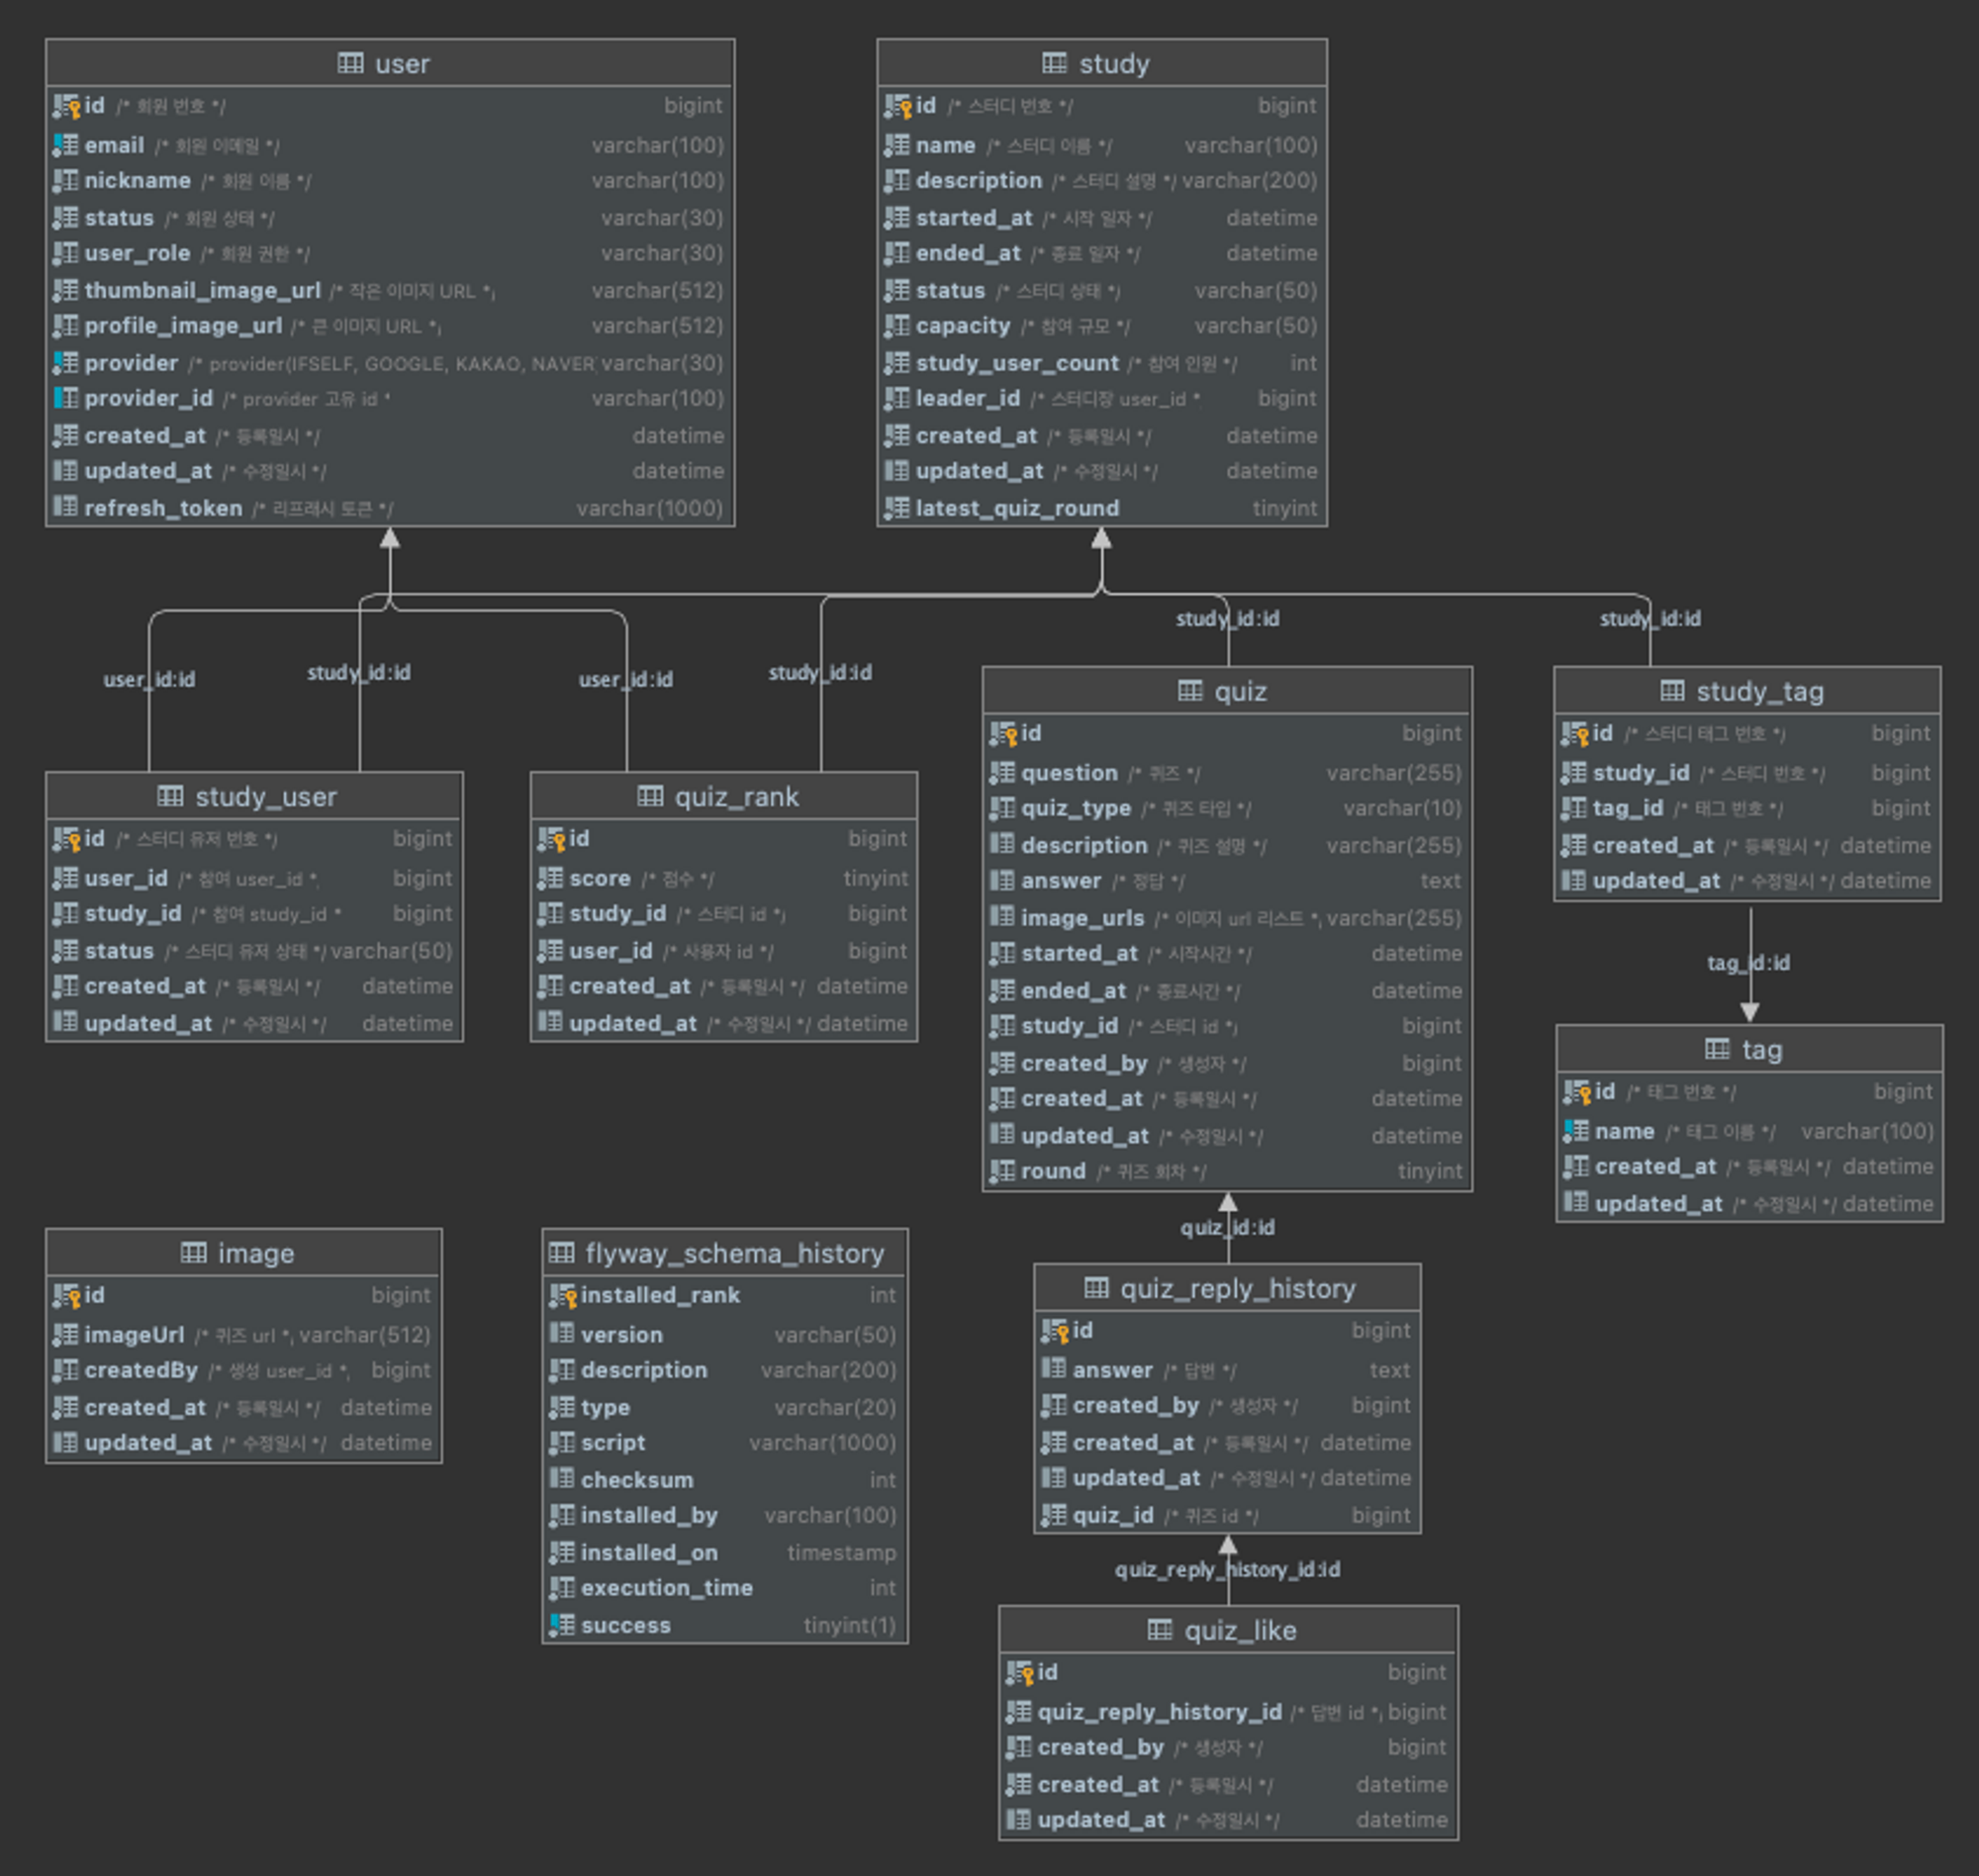 user
id /* 회원 번호 */ bigint
email /* 회원 이메일 */ varchar(100)
nickname /* 회원 이름 */ varchar(100)
status /* 회원 상태 */ varchar(30)
user_role /* 회원 권한 */ varchar(30)
thumbnail_image_url /* 작은 이미지 URL */ varchar(512)
profile_image_url /* 큰 이미지 URL */ varchar(512)
provider /* provider(IFSELF, GOOGLE, KAKAO, NAVER varchar(30)
provider_id /* provider 고유 id * varchar(100)
created_at /* 등록일시 */ datetime
updated_at /* 수정일시 */ datetime
refresh_token /* 리프래시 토큰 */ varchar(1000)
study
id /* 스터디 번호 */ bigint
name /* 스터디 이름 */ varchar(100)
description /* 스터디 설명 */ varchar(200)
started_at /* 시작 일자 */ datetime
ended_at /* 종료 일자 */ datetime
status /* 스터디 상태 */ varchar(50)
capacity /* 참여 규모 */ varchar(50)
study_user_count /* 참여 인원 */ int
leader_id /* 스터디장 user_id * bigint
created_at /* 등록일시 */ datetime
updated_at /* 수정일시 */ datetime
latest_quiz_round tinyint
user_id:id
study_id:id
user_id:id
study_id:id
study_id:id
study_id:id
study_user
id /* 스터디 유저 번호 */ bigint
user_id /* 참여 user_id * bigint
study_id /* 참여 study_id * bigint
status /* 스터디 유저 상태 */ varchar(50)
created_at /* 등록일시 */ datetime
updated_at /* 수정일시 */ datetime
quiz_rank
id bigint
score /* 점수 */ tinyint
study_id /* 스터디 id */ bigint
user_id /* 사용자 id */ bigint
created_at /* 등록일시 */ datetime
updated_at /* 수정일시 */ datetime
quiz
id bigint
question /* 퀴즈 */ varchar(255)
quiz_type /* 퀴즈 타입 */ varchar(10)
description /* 퀴즈 설명 */ varchar(255)
answer /* 정답 */ text
image_urls /* 이미지 url 리스트 * varchar(255)
started_at /* 시작시간 */ datetime
ended_at /* 종료시간 */ datetime
study_id /* 스터디 id */ bigint
created_by /* 생성자 */ bigint
created_at /* 등록일시 */ datetime
updated_at /* 수정일시 */ datetime
round /* 퀴즈 회차 */ tinyint
study_tag
id /* 스터디 태그 번호 */ bigint
study_id /* 스터디 번호 */ bigint
tag_id /* 태그 번호 */ bigint
created_at /* 등록일시 */ datetime
updated_at /* 수정일시 */ datetime
tag_id:id
tag
id /* 태그 번호 */ bigint
name /* 태그 이름 */ varchar(100)
created_at /* 등록일시 */ datetime
updated_at /* 수정일시 */ datetime
image
id bigint
imageUrl /* 퀴즈 url * varchar(512)
createdBy /* 생성 user_id * bigint
created_at /* 등록일시 */ datetime
updated_at /* 수정일시 */ datetime
flyway_schema_history
installed_rank int
version varchar(50)
description varchar(200)
type varchar(20)
script varchar(1000)
checksum int
installed_by varchar(100)
installed_on timestamp
execution_time int
success tinyint(1)
quiz_id:id
quiz_reply_history
id bigint
answer /* 답변 */ text
created_by /* 생성자 */ bigint
created_at /* 등록일시 */ datetime
updated_at /* 수정일시 */ datetime
quiz_id /* 퀴즈 id */ bigint
quiz_reply_history_id:id
quiz_like
id bigint
quiz_reply_history_id /* 답변 id * bigint
created_by /* 생성자 */ bigint
created_at /* 등록일시 */ datetime
updated_at /* 수정일시 */ datetime